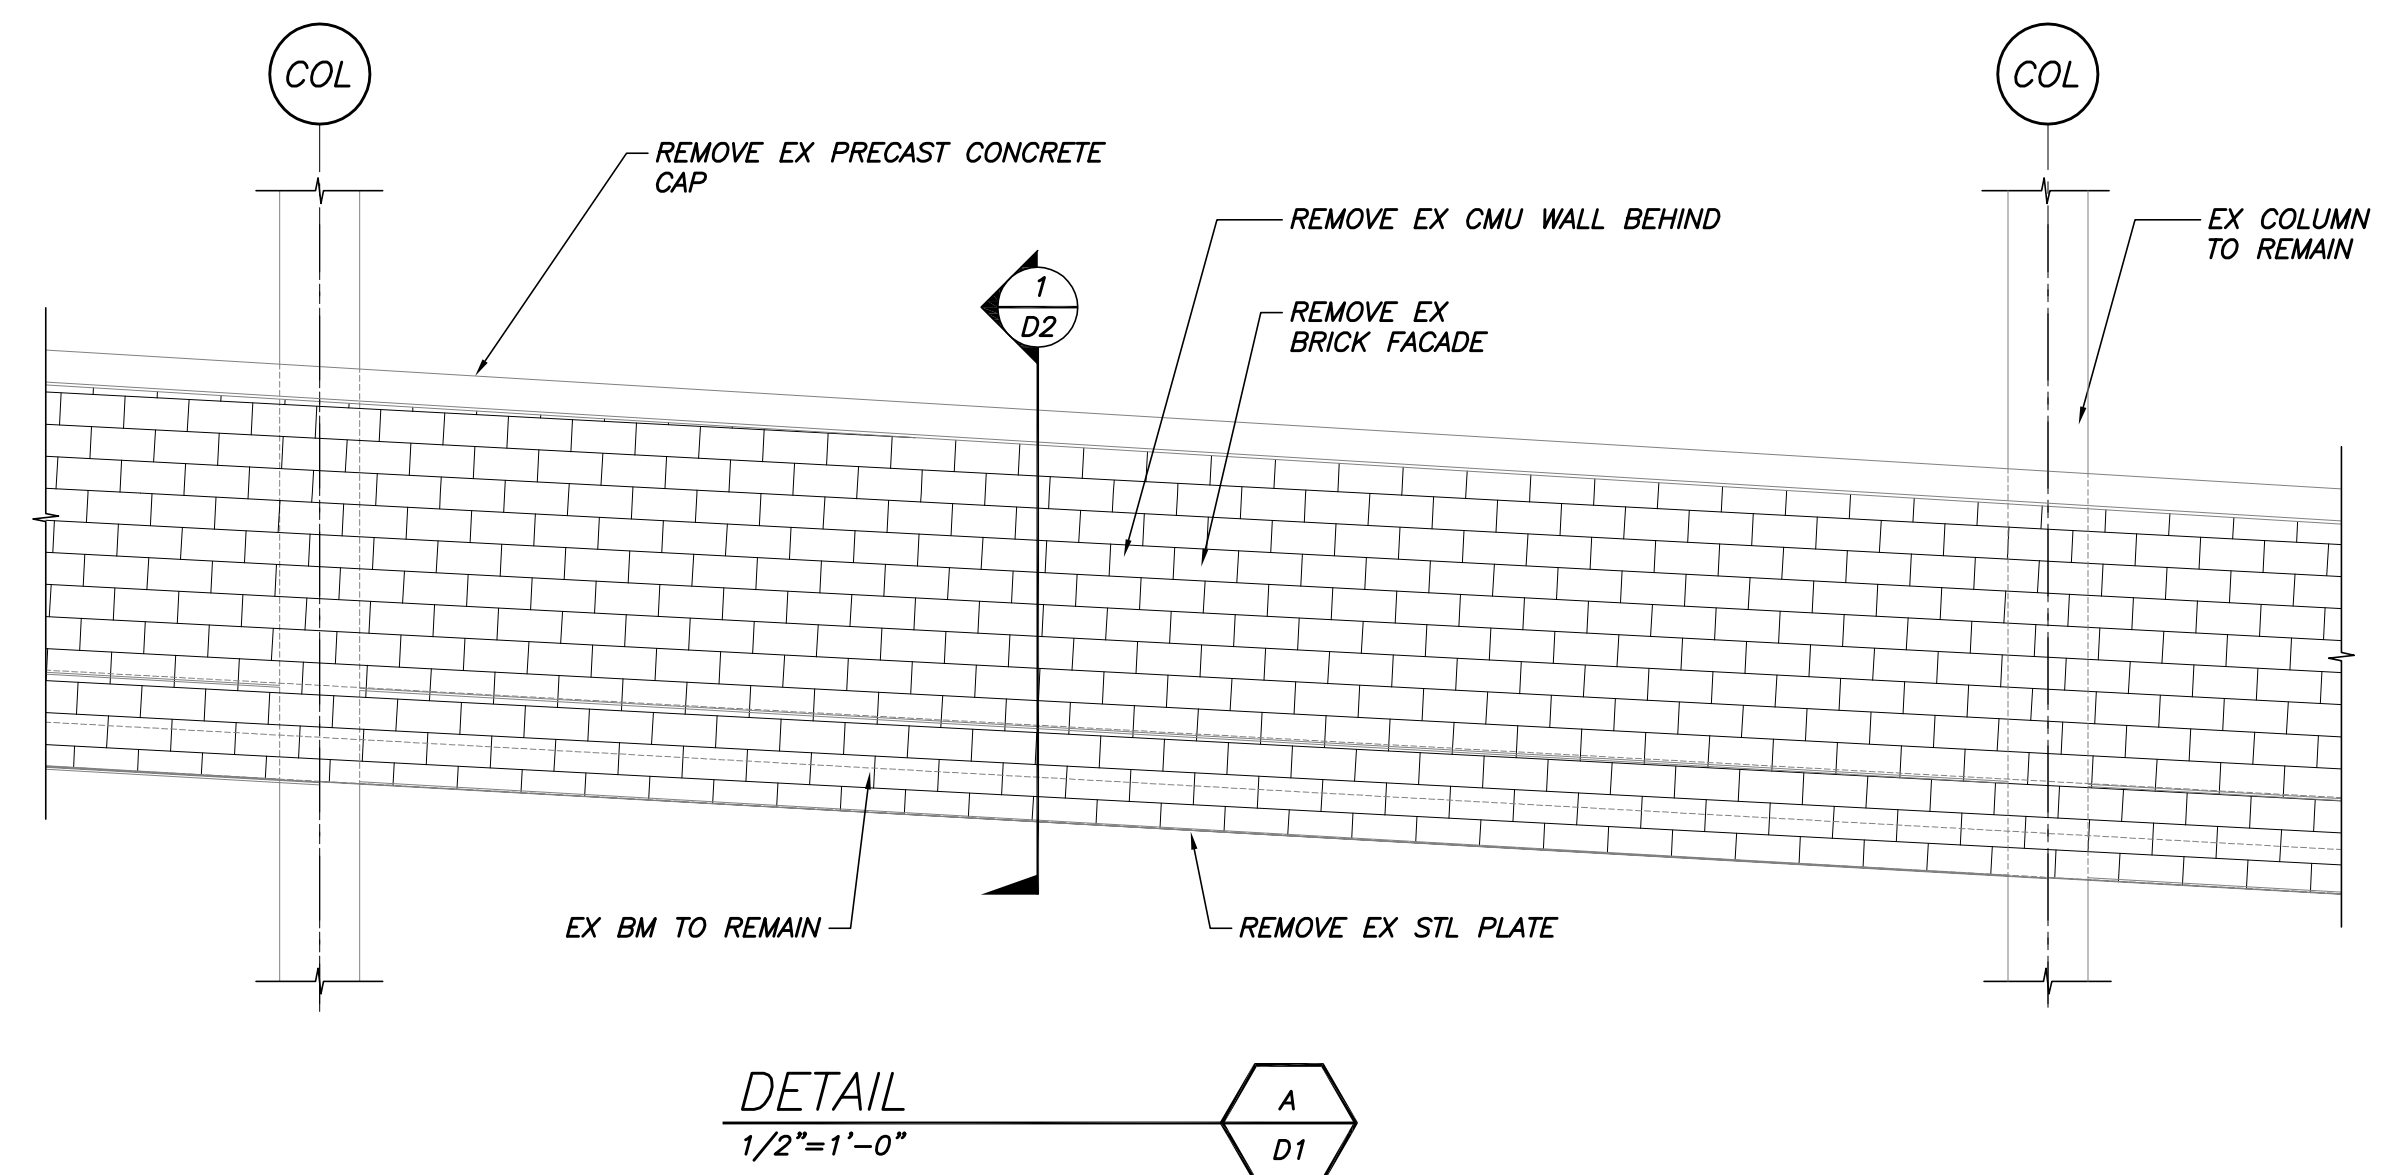 COL
COL
REMOVE EX PRECAST CONCRETE
CAP
REMOVE EX CMU WALL BEHIND
EX COLUMN
TO REMAIN
1
D2
REMOVE EX
BRICK FACADE
EX BM TO REMAIN
REMOVE EX STL PLATE
DETAIL
1/2"=1'-0"
A
D1